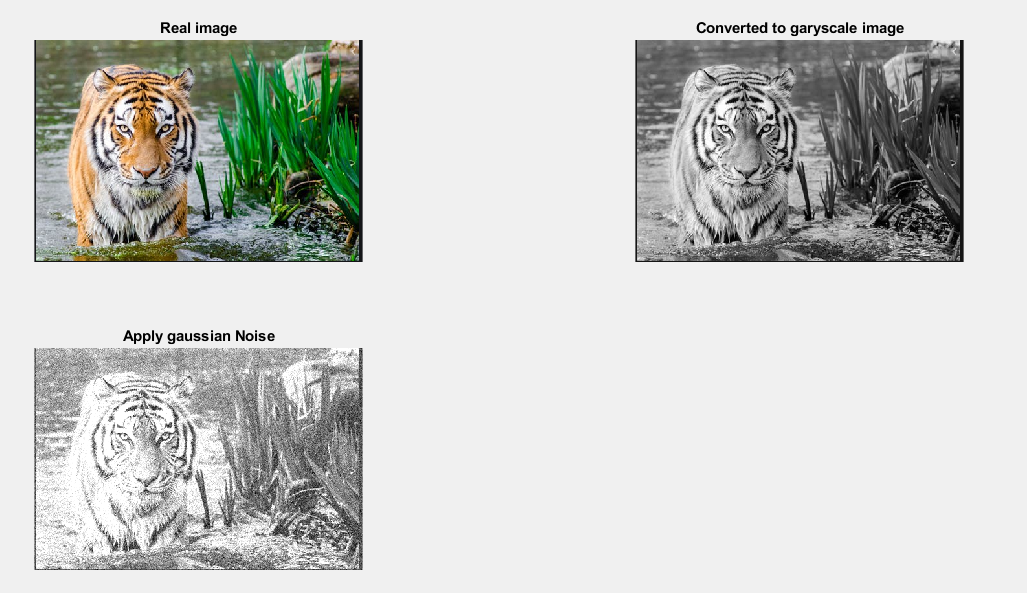 Real image
Converted to garyscale image
Apply gaussian Noise